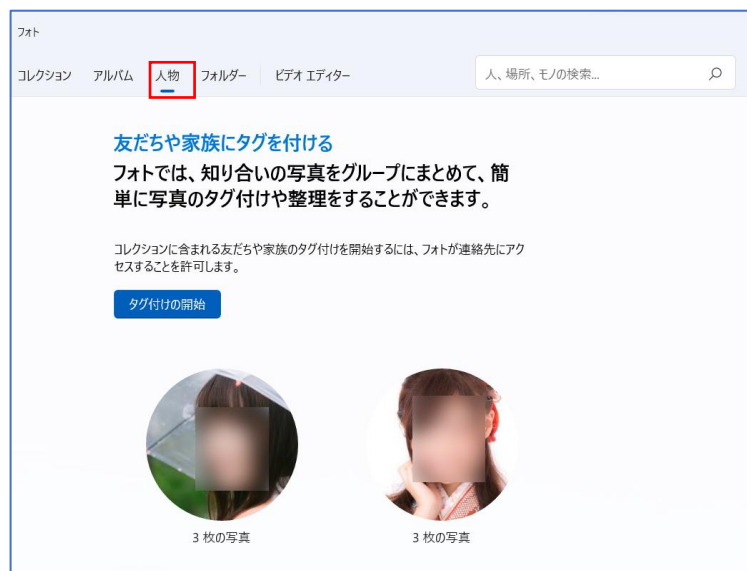 フォト
コレクション アルバム 人物 フォルダー ビデオ エディター 人、場所、モノの検索...
友だちや家族にタグを付ける
フォトでは、知り合いの写真をグループにまとめて、簡
単に写真のタグ付けや整理をすることができます。
コレクションに含まれる友だちや家族のタグ付けを開始するには、フォトが連絡先にアク
セスすることを許可します。
タグ付けの開始
3 枚の写真 3 枚の写真